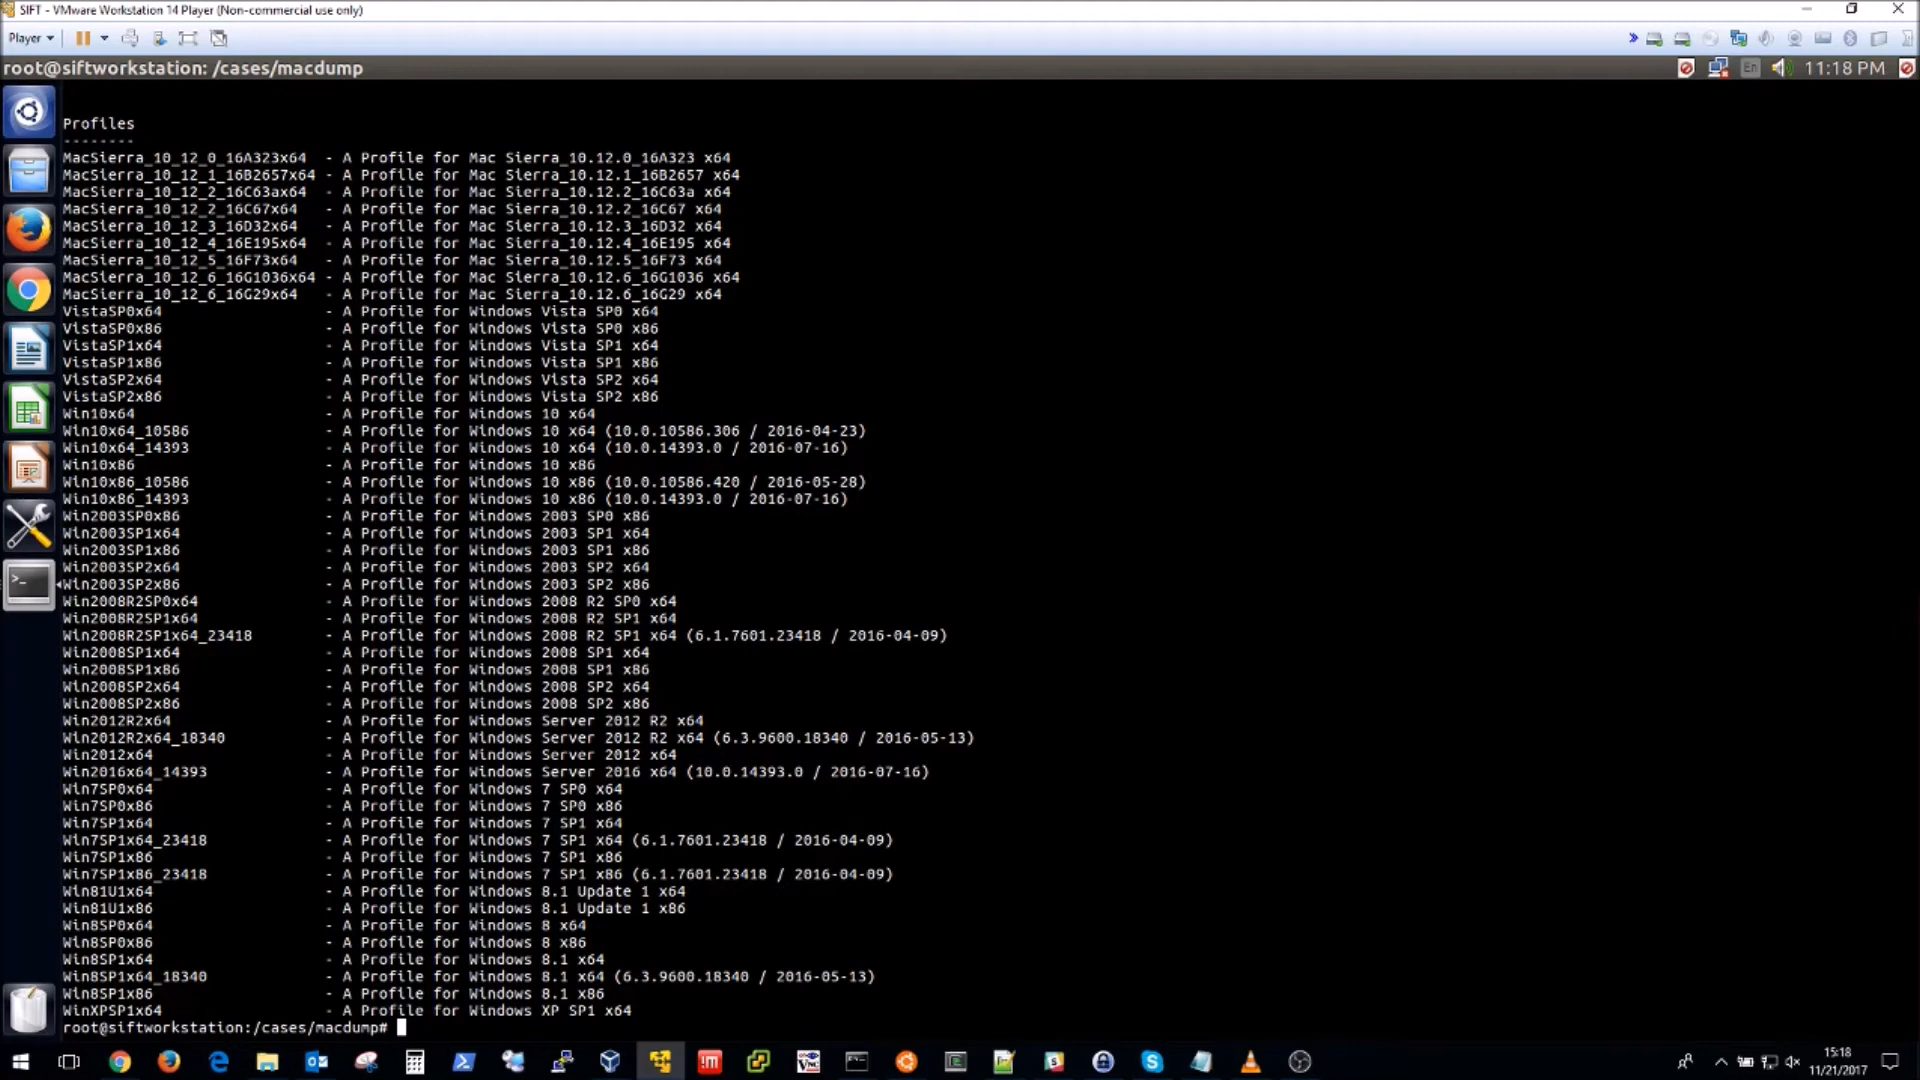 SIFT - VMware Workstation 14 Player (Non-commercial use only)
Player
root@siftworkstation: /cases/macdump
En
11:18 PM
Profiles
--------
MacSierra_10_12_0_16A323x64 - A Profile for Mac Sierra_10.12.0_16A323 x64
MacSierra_10_12_1_16B2657x64 - A Profile for Mac Sierra_10.12.1_16B2657 x64
MacSierra_10_12_2_16C63ax64 - A Profile for Mac Sierra_10.12.2_16C63a x64
MacSierra_10_12_2_16C67x64 - A Profile for Mac Sierra_10.12.2_16C67 x64
MacSierra_10_12_3_16D32x64 - A Profile for Mac Sierra_10.12.3_16D32 x64
MacSierra_10_12_4_16E195x64 - A Profile for Mac Sierra_10.12.4_16E195 x64
MacSierra_10_12_5_16F73x64 - A Profile for Mac Sierra_10.12.5_16F73 x64
MacSierra_10_12_6_16G1036x64 - A Profile for Mac Sierra_10.12.6_16G1036 x64
MacSierra_10_12_6_16G29x64 - A Profile for Mac Sierra_10.12.6_16G29 x64
VistaSP0x64 - A Profile for Windows Vista SP0 x64
VistaSP0x86 - A Profile for Windows Vista SP0 x86
VistaSP1x64 - A Profile for Windows Vista SP1 x64
VistaSP1x86 - A Profile for Windows Vista SP1 x86
VistaSP2x64 - A Profile for Windows Vista SP2 x64
VistaSP2x86 - A Profile for Windows Vista SP2 x86
Win10x64 - A Profile for Windows 10 x64
Win10x64_10586 - A Profile for Windows 10 x64 (10.0.10586.306 / 2016-04-23)
Win10x64_14393 - A Profile for Windows 10 x64 (10.0.14393.0 / 2016-07-16)
Win10x86 - A Profile for Windows 10 x86
Win10x86_10586 - A Profile for Windows 10 x86 (10.0.10586.420 / 2016-05-28)
Win10x86_14393 - A Profile for Windows 10 x86 (10.0.14393.0 / 2016-07-16)
Win2003SP0x86 - A Profile for Windows 2003 SP0 x86
Win2003SP1x64 - A Profile for Windows 2003 SP1 x64
Win2003SP1x86 - A Profile for Windows 2003 SP1 x86
Win2003SP2x64 - A Profile for Windows 2003 SP2 x64
Win2003SP2x86 - A Profile for Windows 2003 SP2 x86
Win2008R2SP0x64 - A Profile for Windows 2008 R2 SP0 x64
Win2008R2SP1x64 - A Profile for Windows 2008 R2 SP1 x64
Win2008R2SP1x64_23418 - A Profile for Windows 2008 R2 SP1 x64 (6.1.7601.23418 / 2016-04-09)
Win2008SP1x64 - A Profile for Windows 2008 SP1 x64
Win2008SP1x86 - A Profile for Windows 2008 SP1 x86
Win2008SP2x64 - A Profile for Windows 2008 SP2 x64
Win2008SP2x86 - A Profile for Windows 2008 SP2 x86
Win2012R2x64 - A Profile for Windows Server 2012 R2 x64
Win2012R2x64_18340 - A Profile for Windows Server 2012 R2 x64 (6.3.9600.18340 / 2016-05-13)
Win2012x64 - A Profile for Windows Server 2012 x64
Win2016x64_14393 - A Profile for Windows Server 2016 x64 (10.0.14393.0 / 2016-07-16)
Win7SP0x64 - A Profile for Windows 7 SP0 x64
Win7SP0x86 - A Profile for Windows 7 SP0 x86
Win7SP1x64 - A Profile for Windows 7 SP1 x64
Win7SP1x64_23418 - A Profile for Windows 7 SP1 x64 (6.1.7601.23418 / 2016-04-09)
Win7SP1x86 - A Profile for Windows 7 SP1 x86
Win7SP1x86_23418 - A Profile for Windows 7 SP1 x86 (6.1.7601.23418 / 2016-04-09)
Win81U1x64 - A Profile for Windows 8.1 Update 1 x64
Win81U1x86 - A Profile for Windows 8.1 Update 1 x86
Win8SP0x64 - A Profile for Windows 8 x64
Win8SP0x86 - A Profile for Windows 8 x86
Win8SP1x64 - A Profile for Windows 8.1 x64
Win8SP1x64_18340 - A Profile for Windows 8.1 x64 (6.3.9600.18340 / 2016-05-13)
Win8SP1x86 - A Profile for Windows 8.1 x86
WinXPSP1x64 - A Profile for Windows XP SP1 x64
root@siftworkstation:/cases/macdump#
15:18
11/21/2017